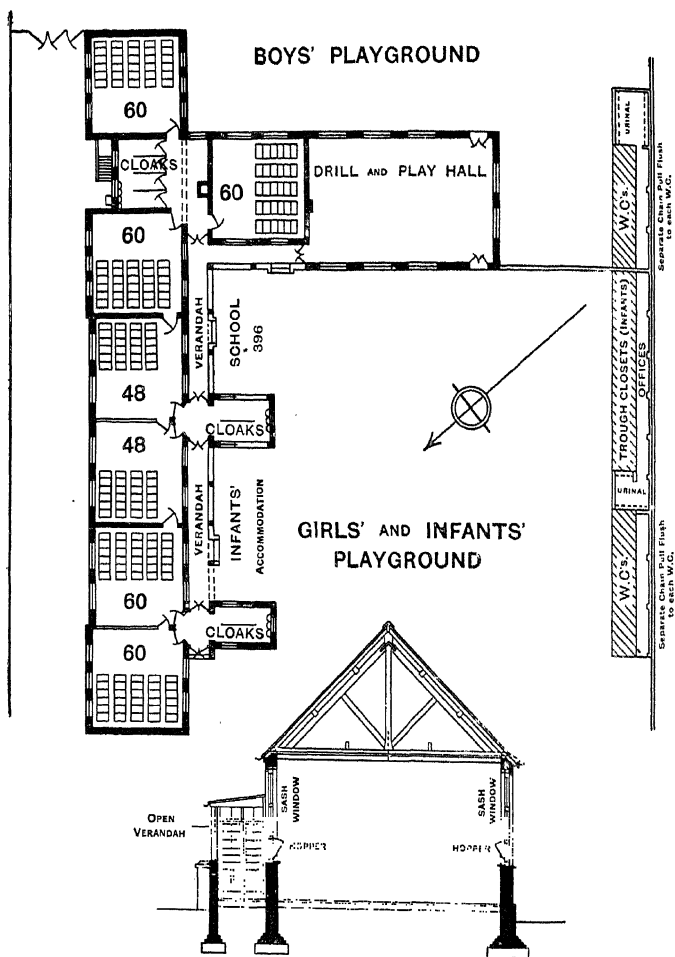 BOYS' PLAYGROUND
60
CLOAKS
60
DRILL AND PLAY HALL
URINAL
W.C's.
Separate Chain Pull Flush
to each W.C.
60
VERANDAH
SCHOOL
396
48
CLOAKS
TROUGH CLOSETS (INFANTS)
OFFICES
48
VERANDAH
INFANTS'
ACCOMMODATION
URINAL
GIRLS' AND INFANTS'
PLAYGROUND
60
CLOAKS
W.C's.
Separate Chain Pull Flush
to each W.C.
60
SASH
WINDOW
SASH
WINDOW
OPEN
VERANDAH
HOPPER
HOPPER